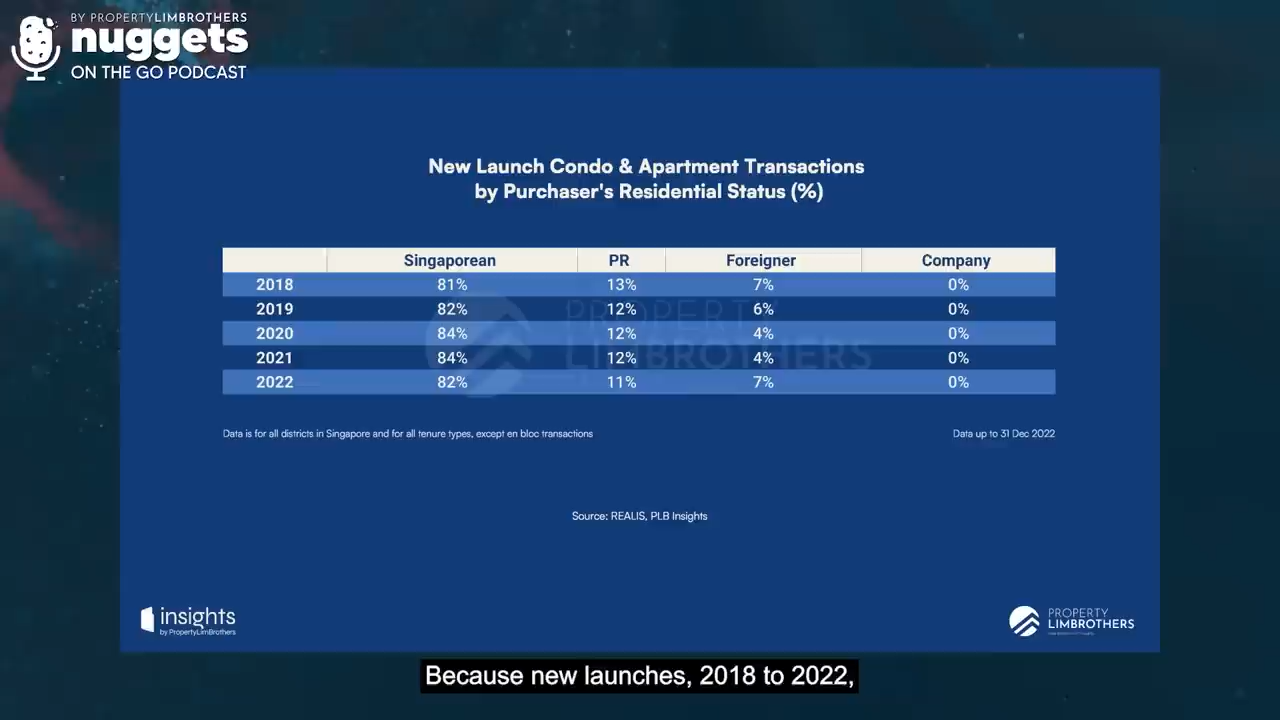 BY PROPERTYLIMBROTHERS
nuggets
ON THE GO PODCAST
New Launch Condo & Apartment Transactions
by Purchaser's Residential Status (%)
Singaporean PR Foreigner Company
2018 81% 13% 7% 0%
2019 82% 12% 6% 0%
2020 84% 12% 4% 0%
2021 84% 12% 4% 0%
2022 82% 11% 7% 0%
PROPERTY
LIMBROTHERS
Data is for all districts in Singapore and for all tenure types, except en bloc transactions
Data up to 31 Dec 2022
Source: REALIS, PLB Insights
insights
by PropertyLimBrothers
PROPERTY
LIMBROTHERS
Because new launches, 2018 to 2022,